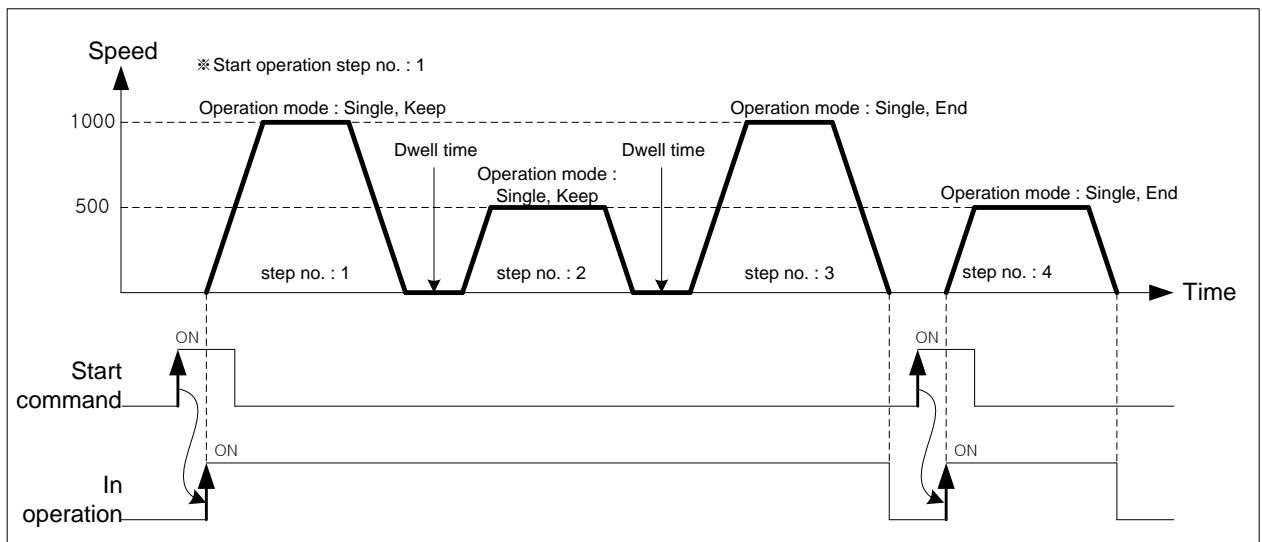 Speed
※Start operation step no. : 1
Operation mode : Single, Keep
Operation mode : Single, End
1000
Dwell time
Dwell time
Operation mode :
Single, Keep
Operation mode : Single, End
500
step no. : 1
step no. : 2
step no. : 3
step no. : 4
Time
ON
ON
Start
command
ON
ON
In
operation